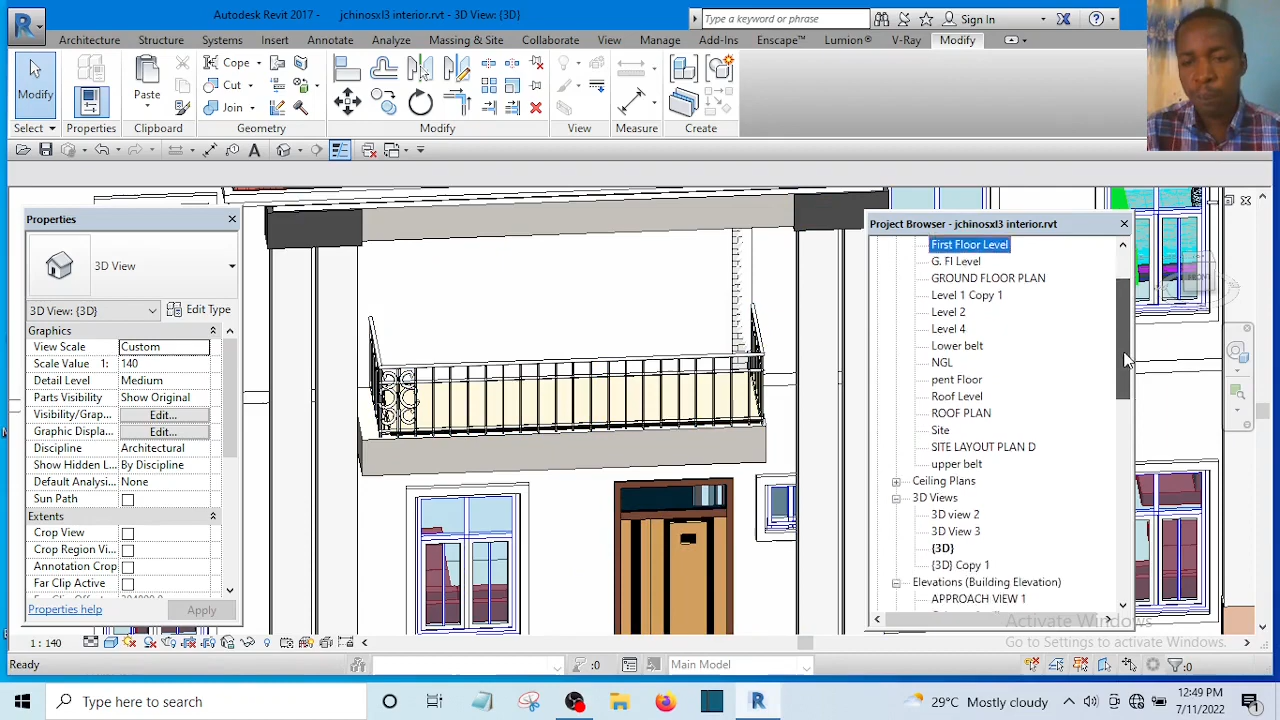 Autodesk Revit 2017 - jchinosxl3 interior.rvt - 3D View: {3D}
Type a keyword or phrase
Sign In
Architecture Structure Systems Insert Annotate Analyze Massing & Site Collaborate View Manage Add-Ins Enscape™ Lumion® V-Ray Modify
Modify Paste Cope Cut Join
Select Properties Clipboard Geometry Modify View Measure Create
Properties
3D View
3D View: {3D} Edit Type
Graphics
View Scale Custom
Scale Value 1: 140
Detail Level Medium
Parts Visibility Show Original
Visibility/Grap... Edit...
Graphic Displa... Edit...
Discipline Architectural
Show Hidden L... By Discipline
Default Analysi... None
Sun Path
Extents
Crop View
Crop Region Vi...
Annotation Crop
Far Clip Active
Properties help Apply
Project Browser - jchinosxl3 interior.rvt
First Floor Level
G. Fl Level
GROUND FLOOR PLAN
Level 1 Copy 1
Level 2
Level 4
Lower belt
NGL
pent Floor
Roof Level
ROOF PLAN
Site
SITE LAYOUT PLAN D
upper belt
Ceiling Plans
3D Views
3D view 2
3D View 3
{3D}
{3D} Copy 1
Elevations (Building Elevation)
APPROACH VIEW 1
FRONT
Activate Windows
Go to Settings to activate Windows.
1 : 140
Ready :0 Main Model :0
Type here to search
29°C Mostly cloudy
12:49 PM
7/11/2022
1